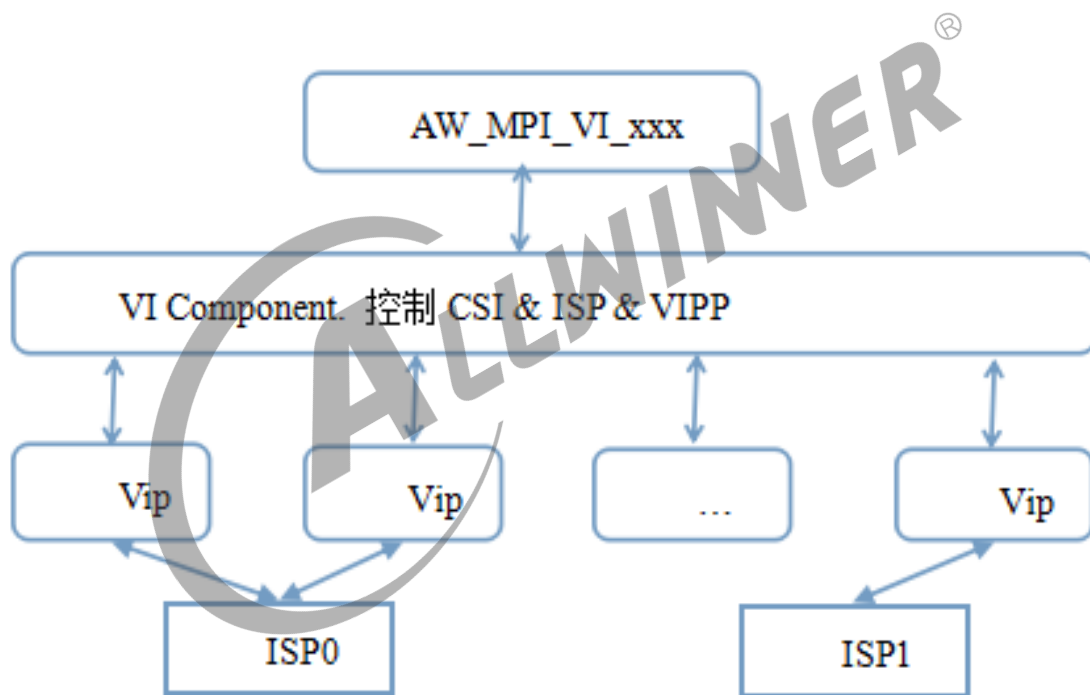 AW_MPI_VI_xxx
ALLWINNER®
VI Component. 控制 CSI & ISP & VIPP
Vip
Vip
...
Vip
ISP0
ISP1